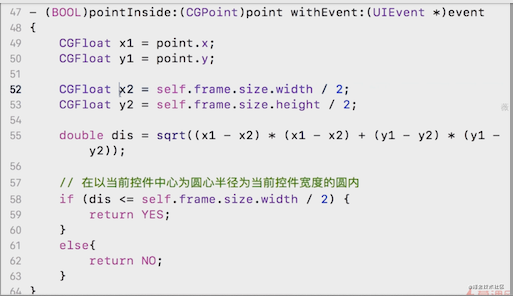 47 - (BOOL)pointInside:(CGPoint)point withEvent:(UIEvent *)event
48 {
49 CGFloat x1 = point.x;
50 CGFloat y1 = point.y;
51
52 CGFloat x2 = self.frame.size.width / 2;
53 CGFloat y2 = self.frame.size.height / 2;
54
55 double dis = sqrt((x1 - x2) * (x1 - x2) + (y1 - y2) * (y1 -
y2));
56
57 // 在以当前控件中心为圆心半径为当前控件宽度的圆内
58 if (dis <= self.frame.size.width / 2) {
59 return YES;
60 }
61 else{
62 return NO;
63 }
64 }